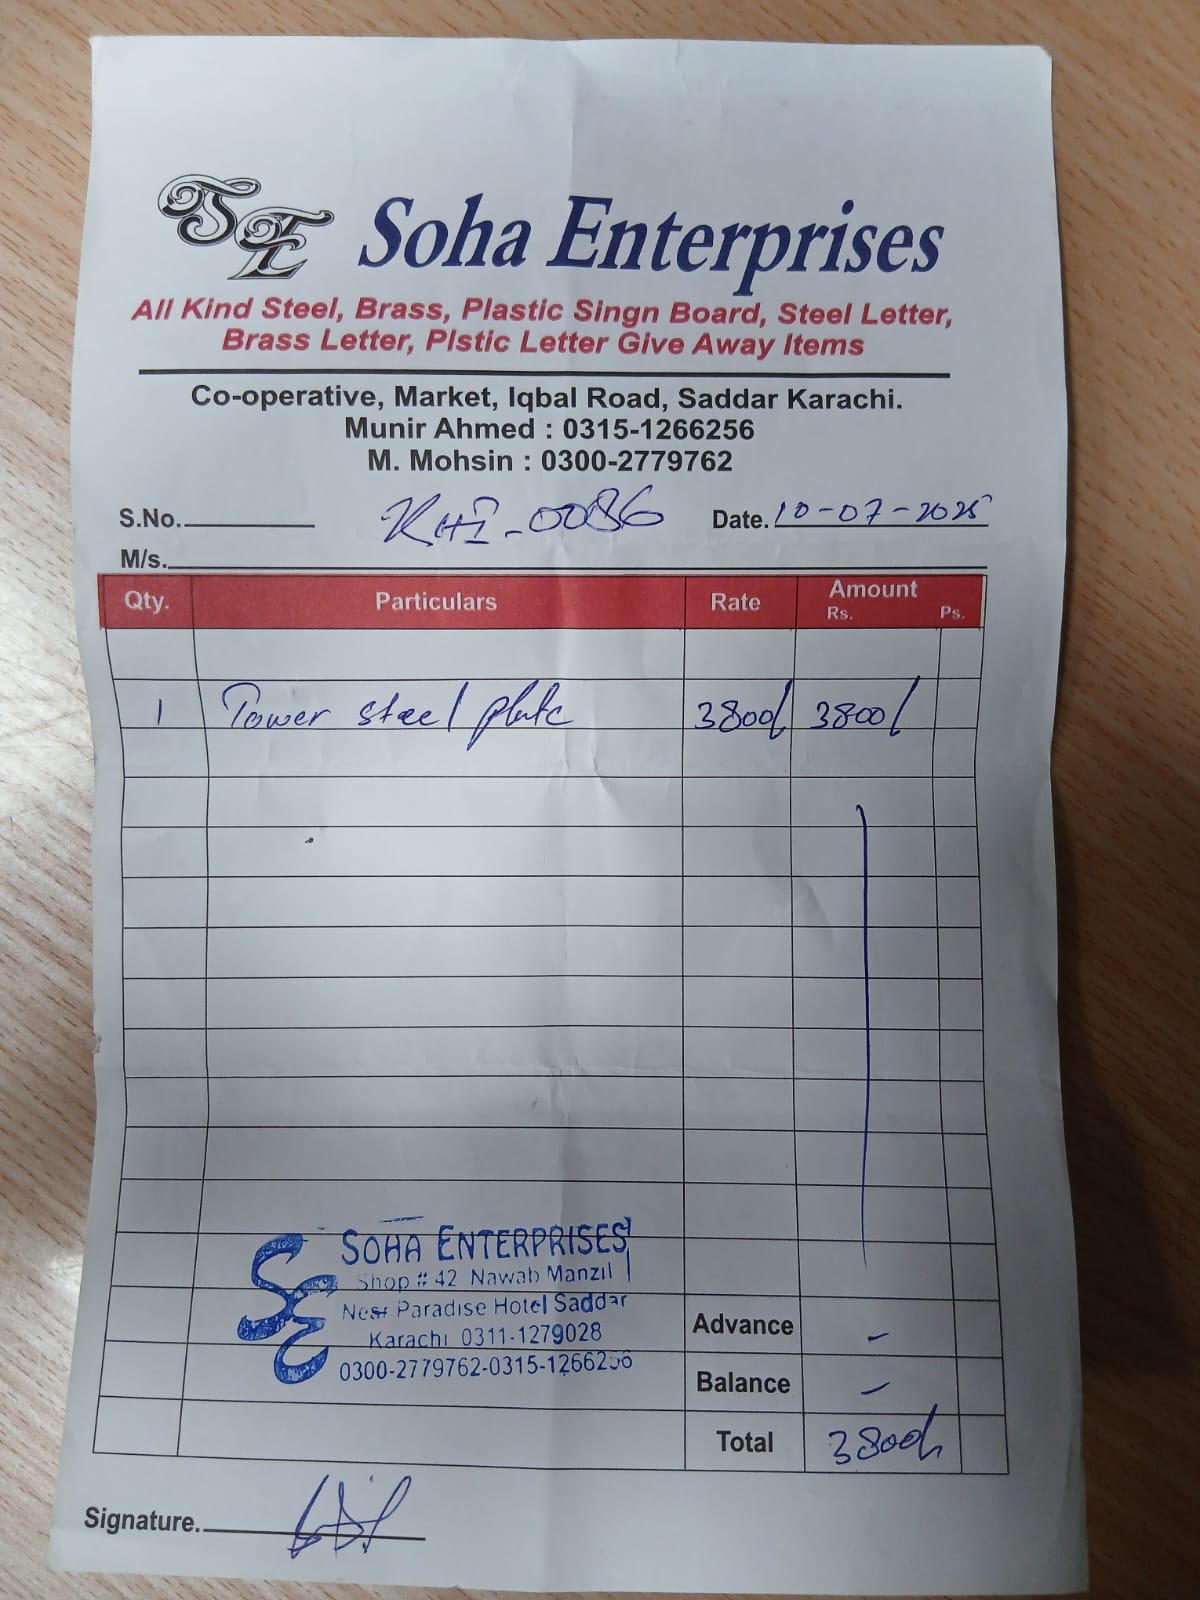 SE Soha Enterprises
All Kind Steel, Brass, Plastic Singn Board, Steel Letter,
Brass Letter, Plstic Letter Give Away Items
Co-operative, Market, Iqbal Road, Saddar Karachi.
Munir Ahmed : 0315-1266256
M. Mohsin : 0300-2779762
S.No. KHI-0086 Date. 10-07-2025
M/s.
Qty. Particulars Rate Amount
Rs. Ps.
1 Tower steel plate 3800/ 3800/
SE SOHA ENTERPRISES
Shop # 42 Nawab Manzil
Near Paradise Hotel Saddar
Karachi 0311-1279028
0300-2779762-0315-1266256
Advance -
Balance -
Total 3800/
Signature.